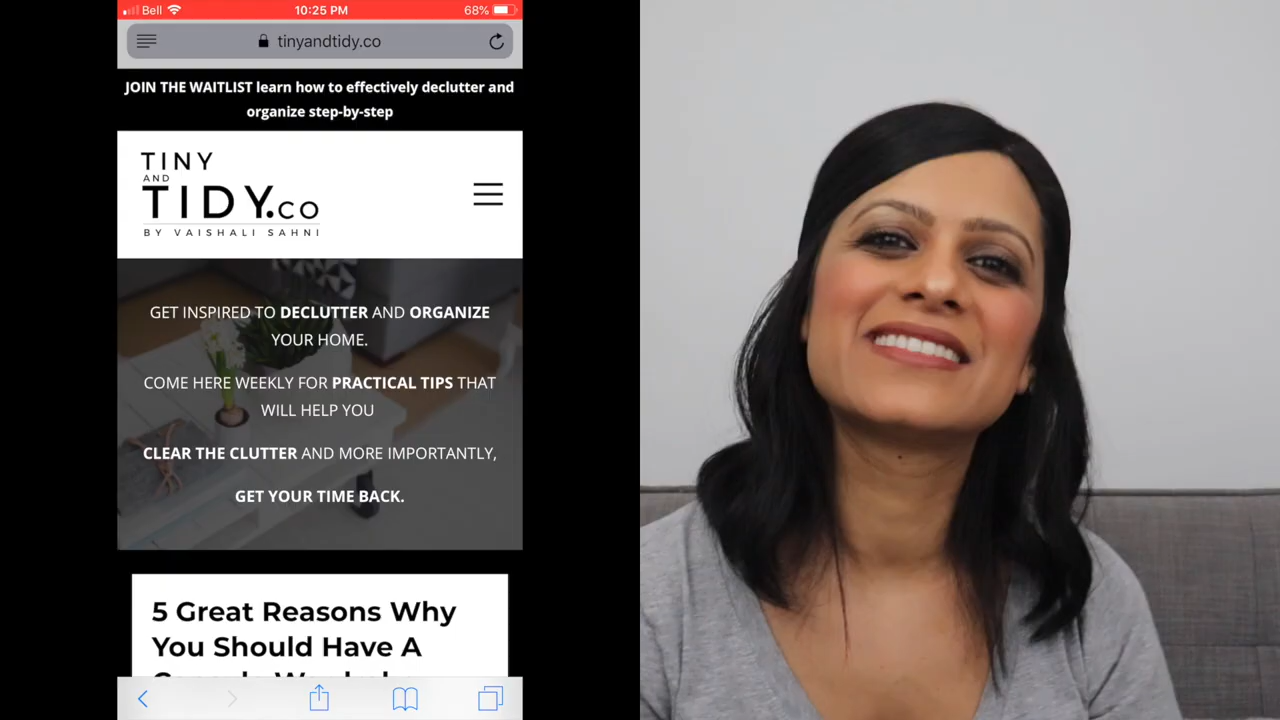 Bell
10:25 PM
68%
tinyandtidy.co
JOIN THE WAITLIST learn how to effectively declutter and
organize step-by-step
TINY
AND
TIDY.CO
BY VAISHALI SAHNI
GET INSPIRED TO DECLUTTER AND ORGANIZE
YOUR HOME.
COME HERE WEEKLY FOR PRACTICAL TIPS THAT
WILL HELP YOU
CLEAR THE CLUTTER AND MORE IMPORTANTLY,
GET YOUR TIME BACK.
5 Great Reasons Why
You Should Have A